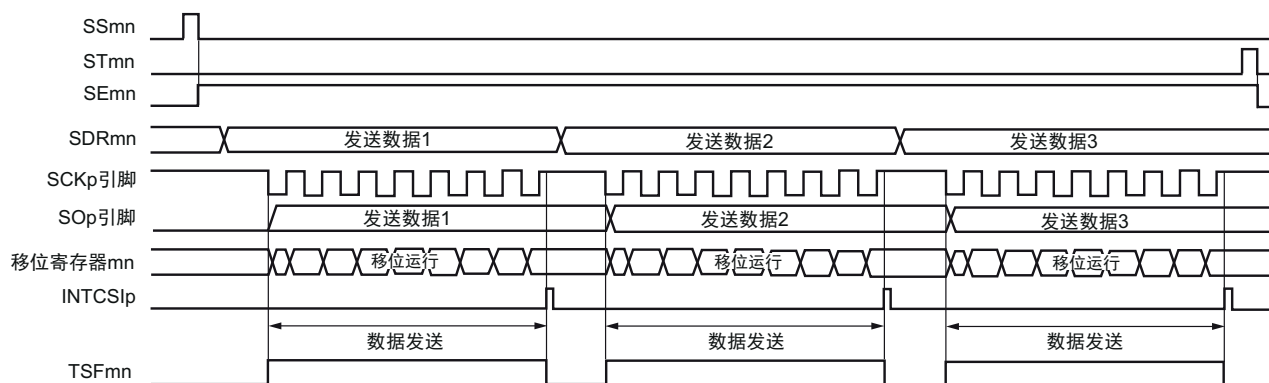 SSmn
STmn
SEmn
SDRmn 发送数据1 发送数据2 发送数据3
SCKp引脚
SOp引脚 发送数据1 发送数据2 发送数据3
移位寄存器mn 移位运行 移位运行 移位运行
INTCSIp
数据发送 数据发送 数据发送
TSFmn